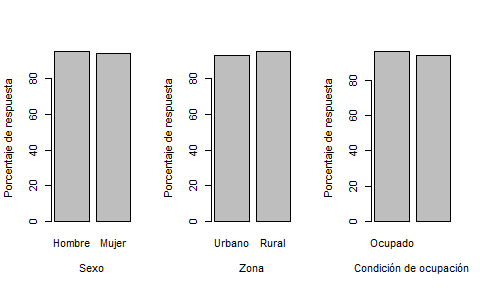 Porcentaje de respuesta
80
60
40
20
0
Hombre Mujer
Sexo
Porcentaje de respuesta
80
60
40
20
0
Urbano Rural
Zona
Porcentaje de respuesta
80
60
40
20
0
Ocupado
Condición de ocupación